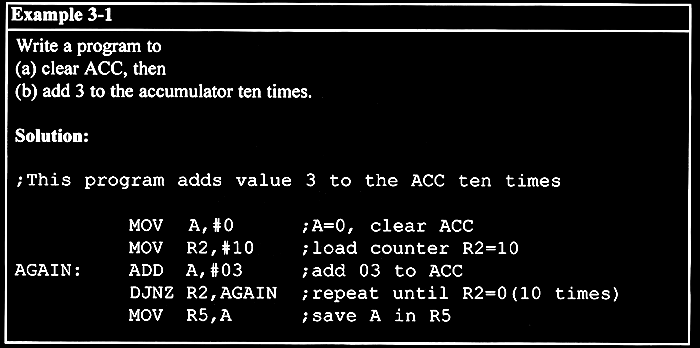 Example 3-1
Write a program to
(a) clear ACC, then
(b) add 3 to the accumulator ten times.
Solution:
;This program adds value 3 to the ACC ten times
MOV A,#0 ;A=0, clear ACC
MOV R2,#10 ;load counter R2=10
AGAIN: ADD A,#03 ;add 03 to ACC
DJNZ R2,AGAIN ;repeat until R2=0(10 times)
MOV R5,A ;save A in R5